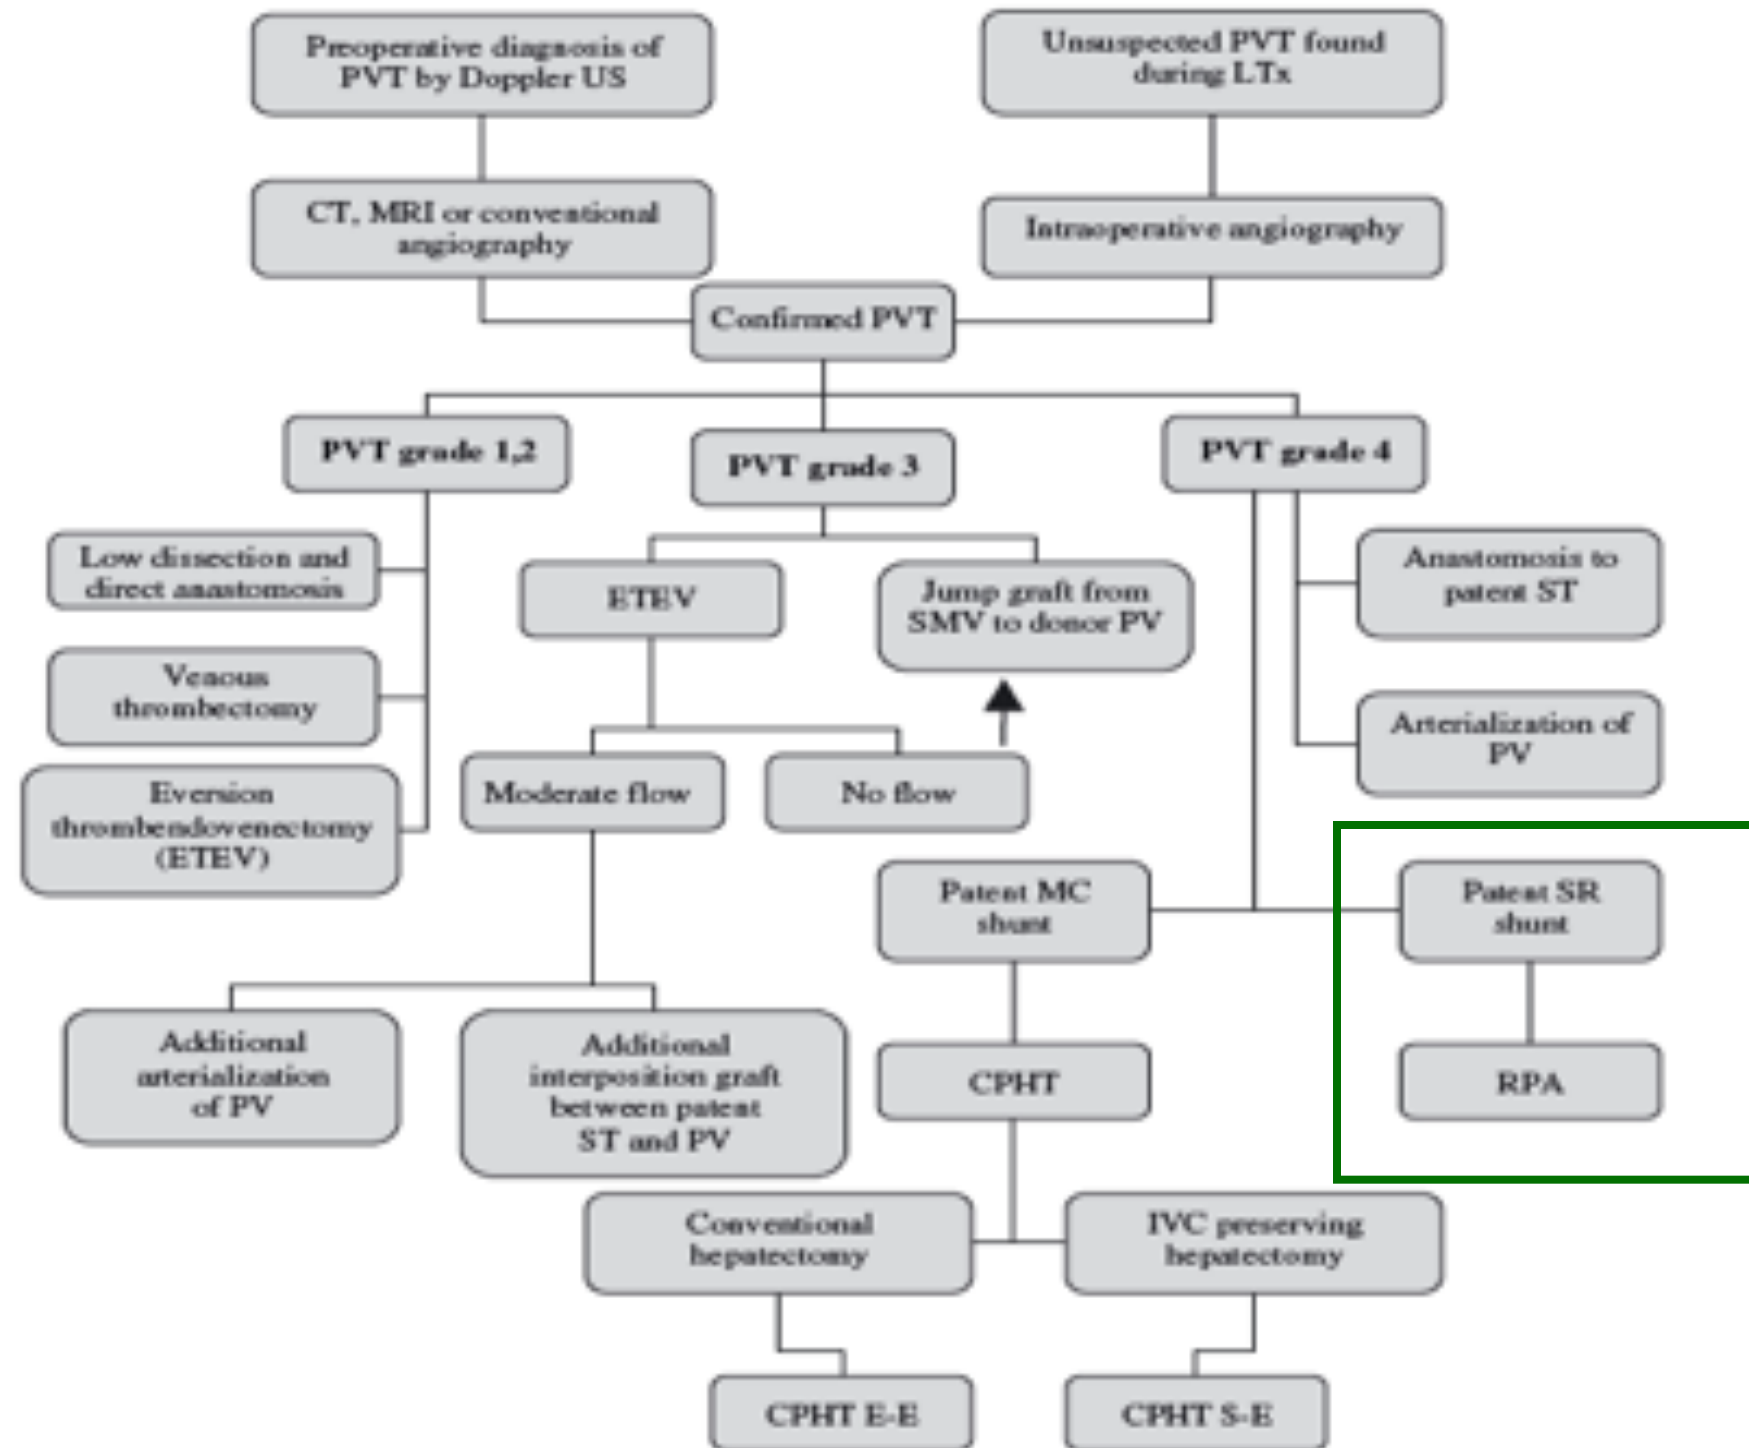 Preoperative diagnosis of
PVT by Doppler US
Unsuspected PVT found
during LTx
CT, MRI or conventional
angiography
Intraoperative angiography
Confirmed PVT
PVT grade 1,2
PVT grade 3
PVT grade 4
Low dissection and
direct anastomosis
Venous
thrombectomy
Eversion
thrombendovenectomy
(ETEV)
ETEV
Jump graft from
SMV to donor PV
Anastomosis to
patent ST
Arterialization of
PV
Moderate flow
No flow
Patent MC
shunt
Patent SR
shunt
Additional
arterialization
of PV
Additional
interposition graft
between patent
ST and PV
CPHT
RPA
Conventional
hepatectomy
IVC preserving
hepatectomy
CPHT E-E
CPHT S-E